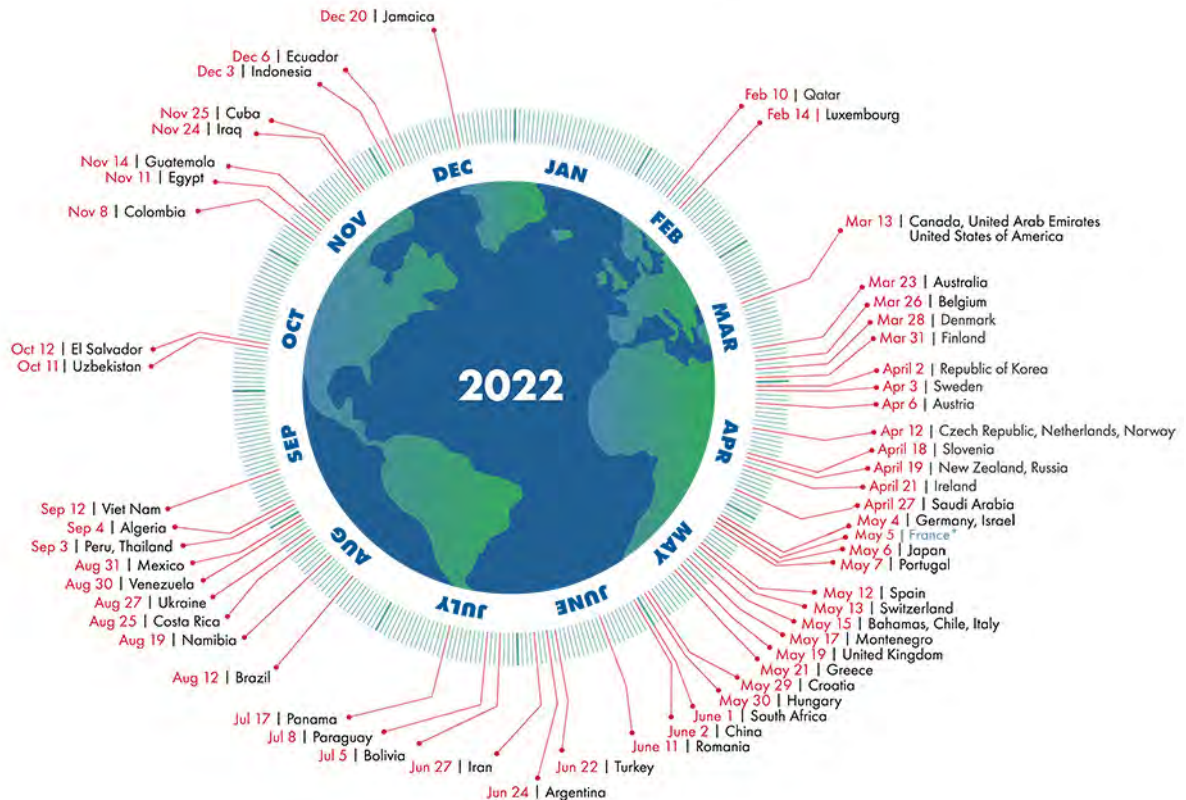 Dec 20 | Jamaica
Dec 6 | Ecuador
Dec 3 | Indonesia
Nov 25 | Cuba
Nov 24 | Iraq
Nov 14 | Guatemala
Nov 11 | Egypt
Nov 8 | Colombia
Oct 12 | El Salvador
Oct 11 | Uzbekistan
Sep 12 | Viet Nam
Sep 4 | Algeria
Sep 3 | Peru, Thailand
Aug 31 | Mexico
Aug 30 | Venezuela
Aug 27 | Ukraine
Aug 25 | Costa Rica
Aug 19 | Namibia
Aug 12 | Brazil
Jul 17 | Panama
Jul 8 | Paraguay
Jul 5 | Bolivia
Jun 27 | Iran
Jun 24 | Argentina
Jun 22 | Turkey
Feb 10 | Qatar
Feb 14 | Luxembourg
Mar 13 | Canada, United Arab Emirates
United States of America
Mar 23 | Australia
Mar 26 | Belgium
Mar 28 | Denmark
Mar 31 | Finland
April 2 | Republic of Korea
Apr 3 | Sweden
Apr 6 | Austria
Apr 12 | Czech Republic, Netherlands, Norway
April 18 | Slovenia
April 19 | New Zealand, Russia
April 21 | Ireland
April 27 | Saudi Arabia
May 4 | Germany, Israel
May 5 | France*
May 6 | Japan
May 7 | Portugal
May 12 | Spain
May 13 | Switzerland
May 15 | Bahamas, Chile, Italy
May 17 | Montenegro
May 19 | United Kingdom
May 21 | Greece
May 29 | Croatia
May 30 | Hungary
June 1 | South Africa
June 2 | China
June 11 | Romania
JAN
FEB
MAR
APR
MAY
JUNE
JULY
AUG
SEP
OCT
NOV
DEC
2022